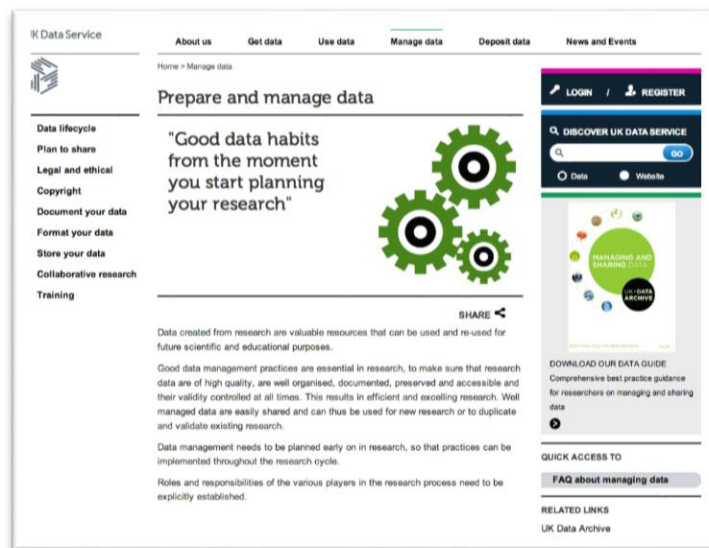 K Data Service
About us Get data Use data Manage data Deposit data News and Events
Home > Manage data
Prepare and manage data
Data lifecycle
Plan to share
Legal and ethical
Copyright
Document your data
Format your data
Store your data
Collaborative research
Training
"Good data habits
from the moment
you start planning
your research"
SHARE
Data created from research are valuable resources that can be used and re-used for
future scientific and educational purposes.
Good data management practices are essential in research, to make sure that research
data are of high quality, are well organised, documented, preserved and accessible and
their validity controlled at all times. This results in efficient and excelling research. Well
managed data are easily shared and can thus be used for new research or to duplicate
and validate existing research.
Data management needs to be planned early on in research, so that practices can be
implemented throughout the research cycle.
Roles and responsibilities of the various players in the research process need to be
explicitly established.
LOGIN / REGISTER
DISCOVER UK DATA SERVICE
GO
Data Website
MANAGING AND
SHARING DATA
UK DATA
ARCHIVE
DOWNLOAD OUR DATA GUIDE
Comprehensive best practice guidance
for researchers on managing and sharing
data
QUICK ACCESS TO
FAQ about managing data
RELATED LINKS
UK Data Archive